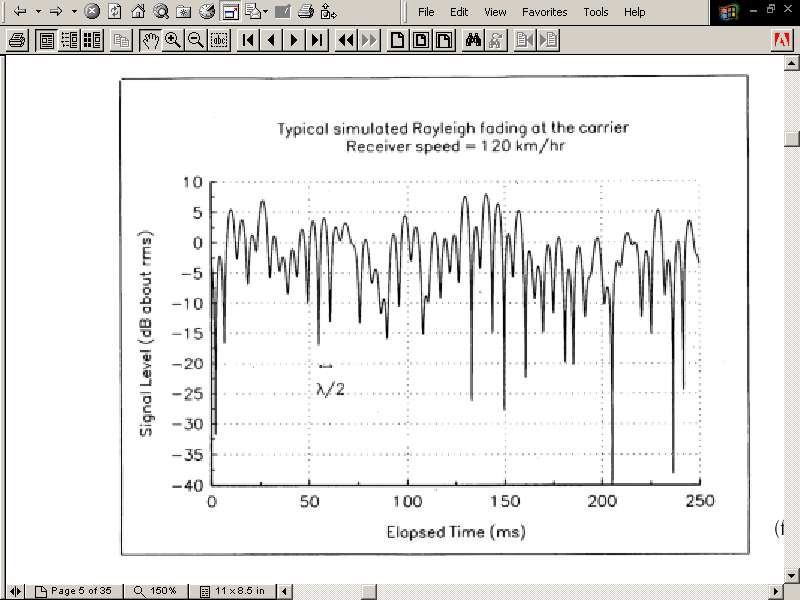 File Edit View Favorites Tools Help
Typical simulated Rayleigh fading at the carrier
Receiver speed = 120 km/hr
Signal Level (dB about rms)
10
5
0
−5
−10
−15
−20
−25
−30
−35
−40
λ/2
0 50 100 150 200 250
Elapsed Time (ms)
(f
Page 5 of 35 150% 11 x 8.5 in